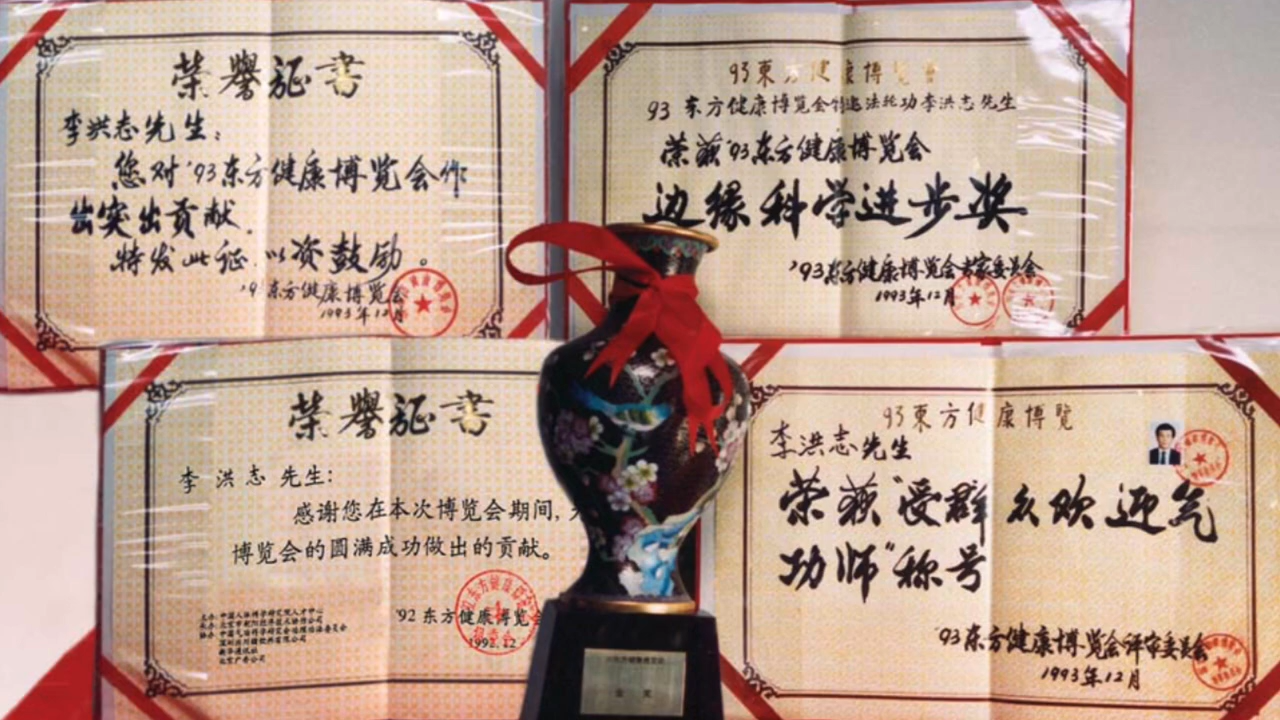 荣誉证书
李洪志先生:
您对'93东方健康博览会作
出突出贡献.
特发此证,以资鼓励。
东方健康博览会
1993年12月
93東方健康博覽會
93 东方健康博览会 法轮功李洪志先生
荣获'93东方健康博览会
边缘科学进步奖
'93东方健康博览会专家委员会
1993年12月
荣誉证书
李洪志先生:
感谢您在本次博览会期间,
博览会的圆满成功做出的贡献。
'92东方健康博览会
1992.12
93東方健康博覽
李洪志先生
荣获"受群众欢迎气
功师"称号
'93东方健康博览会评家委员会
1993年12月